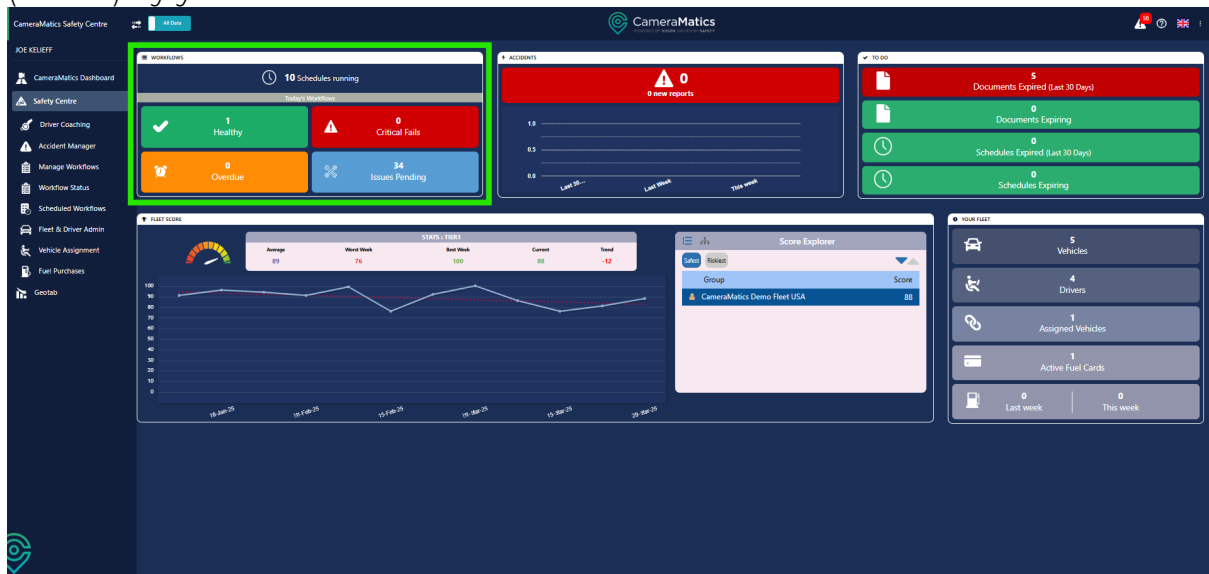 CameraMatics Safety Centre
All Data
CameraMatics
58
JOE KELIEFF
CameraMatics Dashboard
Safety Centre
Driver Coaching
Accident Manager
Manage Workflows
Workflow Status
Scheduled Workflows
Fleet & Driver Admin
Vehicle Assignment
Fuel Purchases
Geotab
WORKFLOWS
10 Schedules running
Today's Workflows
1
Healthy
0
Critical Fails
0
Overdue
34
Issues Pending
ACCIDENTS
0
0 new reports
1.0
0.5
0.0
Last 30...
Last Week
This week
TO DO
5
Documents Expired (Last 30 Days)
0
Documents Expiring
0
Schedules Expired (Last 30 Days)
0
Schedules Expiring
FLEET SCORE
STATS : TIER3
Average
Worst Week
Best Week
Current
Trend
89
76
100
88
-12
100
90
80
70
60
50
40
30
20
10
0
18-Jan-25
01-Feb-25
15-Feb-25
01-Mar-25
15-Mar-25
29-Mar-25
Score Explorer
Safest
Riskiest
Group
Score
CameraMatics Demo Fleet USA
88
YOUR FLEET
5
Vehicles
4
Drivers
1
Assigned Vehicles
1
Active Fuel Cards
0
Last week
0
This week